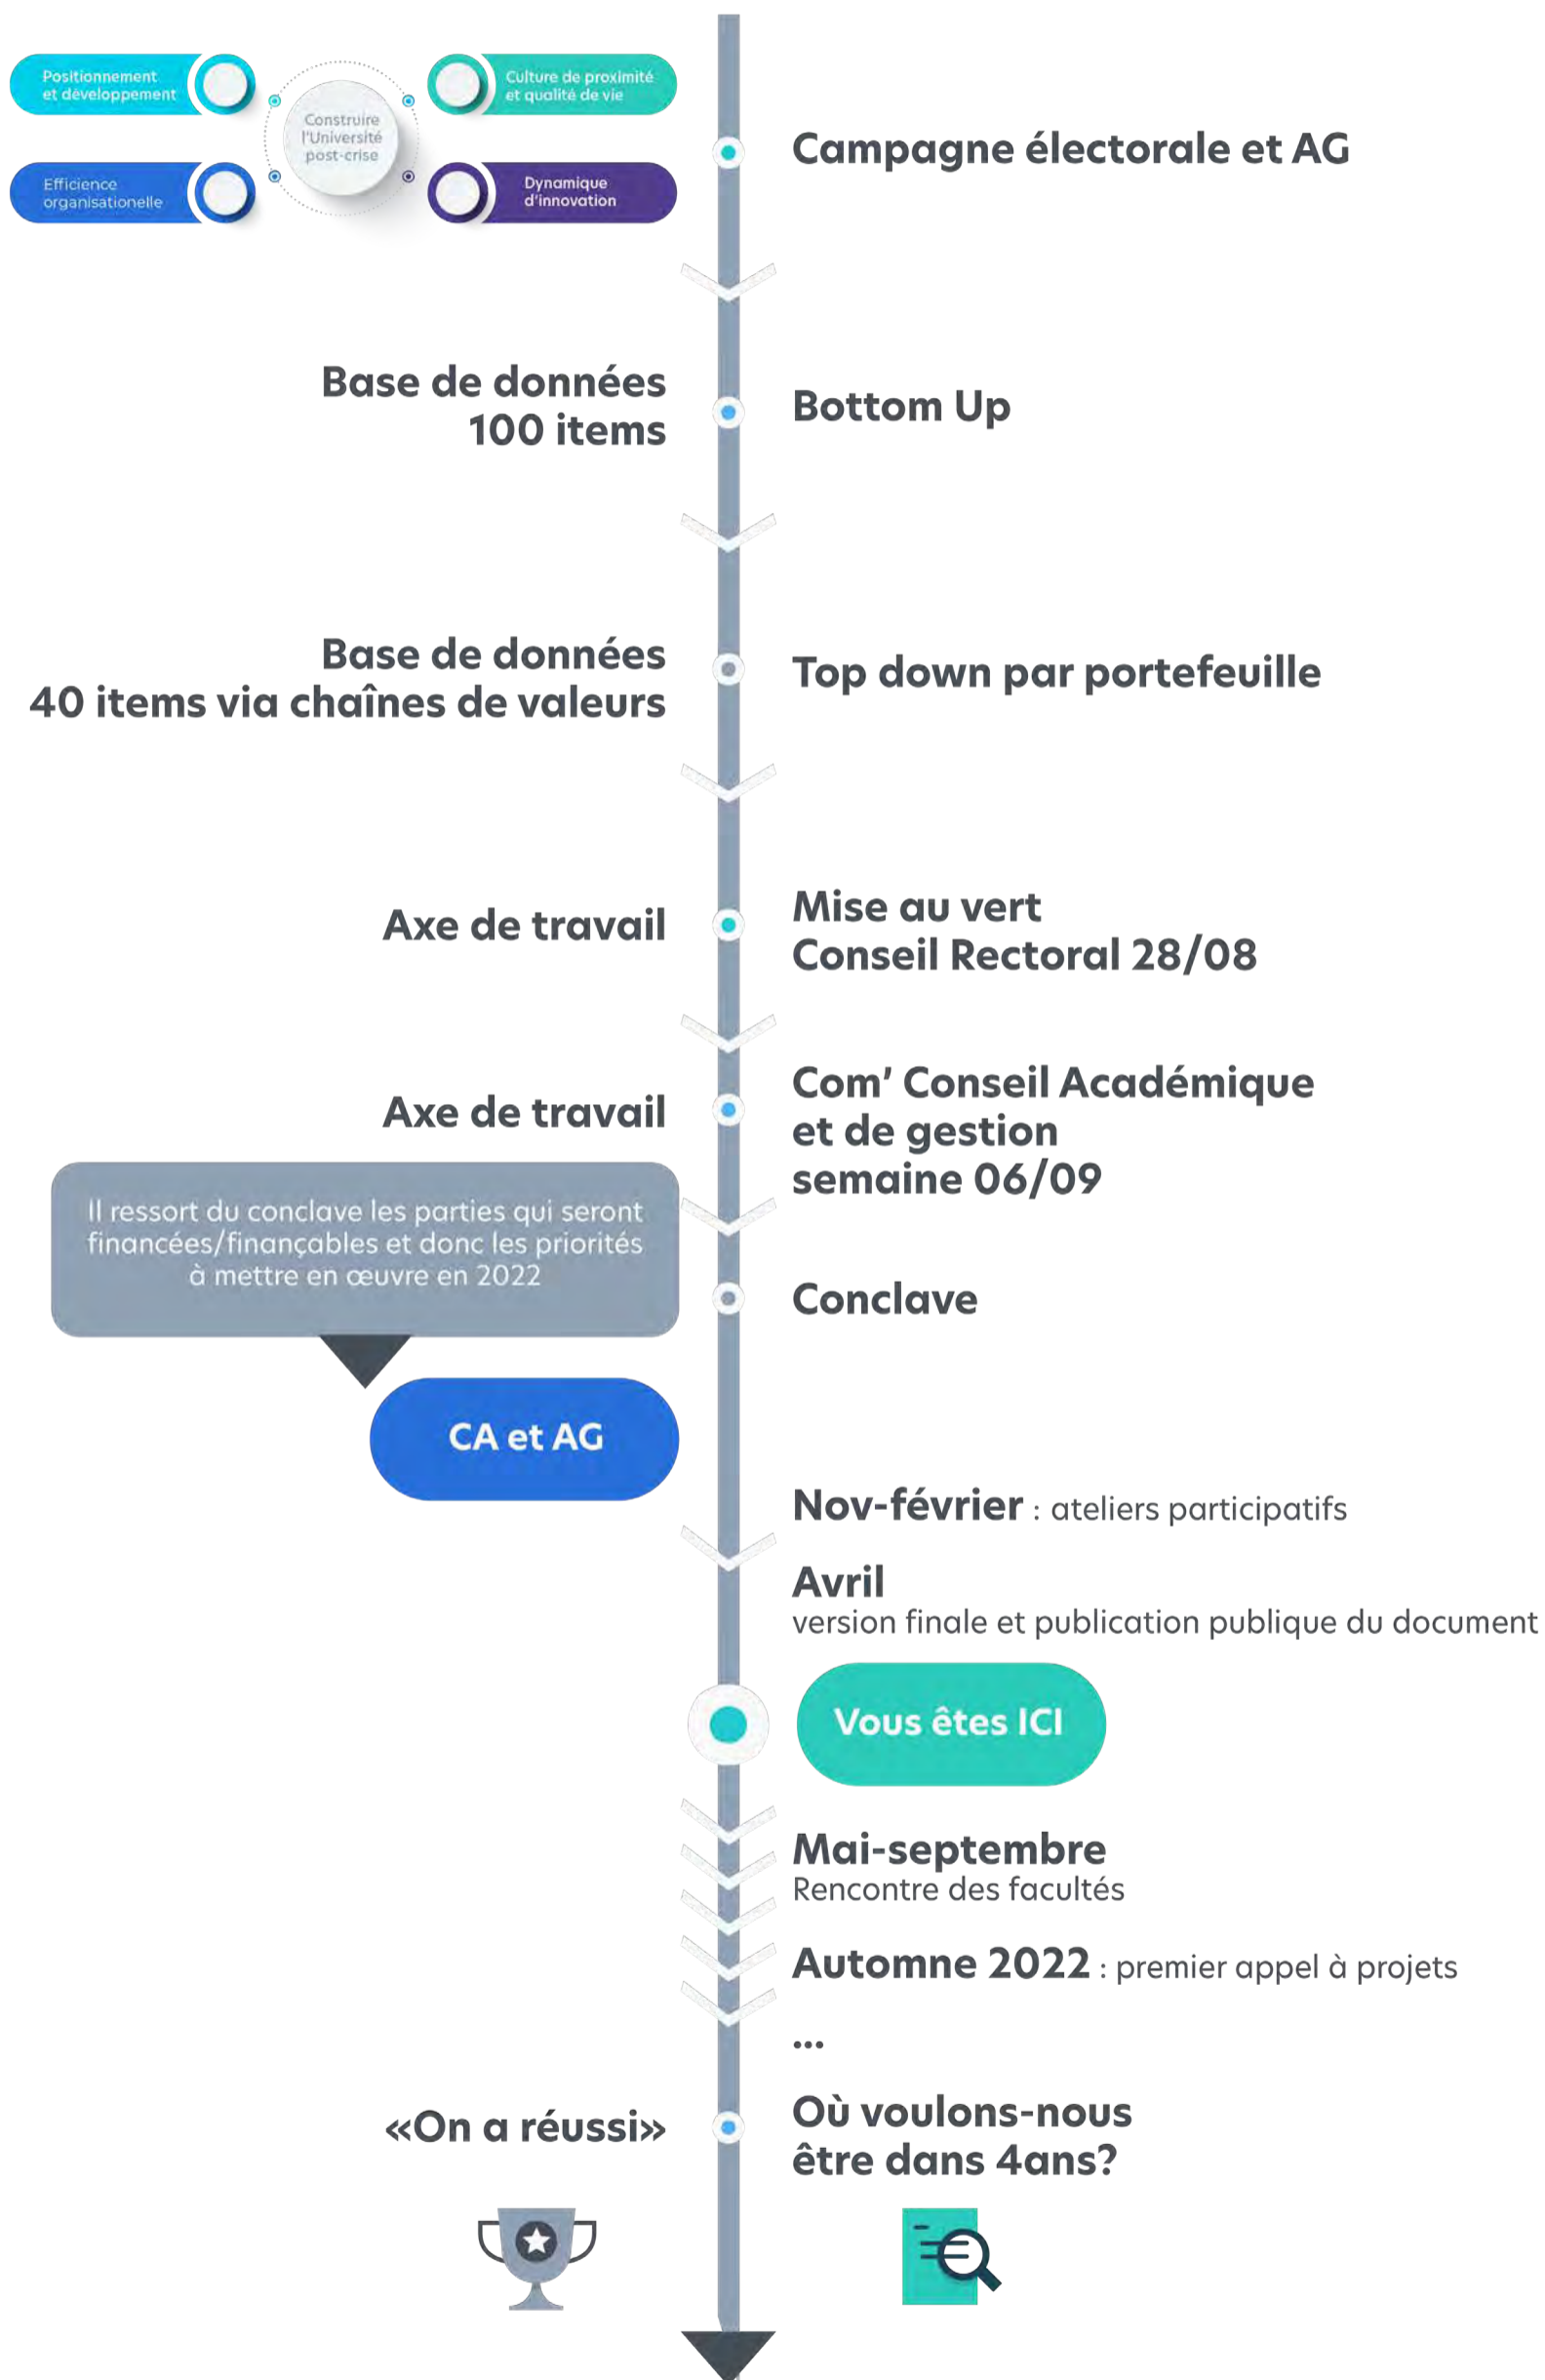 Positionnement
et développement
Culture de proximité
et qualité de vie
Construire
l'Université
post-crise
Efficience
organisationelle
Dynamique
d'innovation
Campagne électorale et AG
Base de données
100 items
Bottom Up
Base de données
40 items via chaînes de valeurs
Top down par portefeuille
Axe de travail
Mise au vert
Conseil Rectoral 28/08
Axe de travail
Com' Conseil Académique
et de gestion
semaine 06/09
Il ressort du conclave les parties qui seront
financées/finançables et donc les priorités
à mettre en œuvre en 2022
Conclave
CA et AG
Nov-février : ateliers participatifs
Avril
version finale et publication publique du document
Vous êtes ICI
Mai-septembre
Rencontre des facultés
Automne 2022 : premier appel à projets
...
«On a réussi»
Où voulons-nous
être dans 4ans?